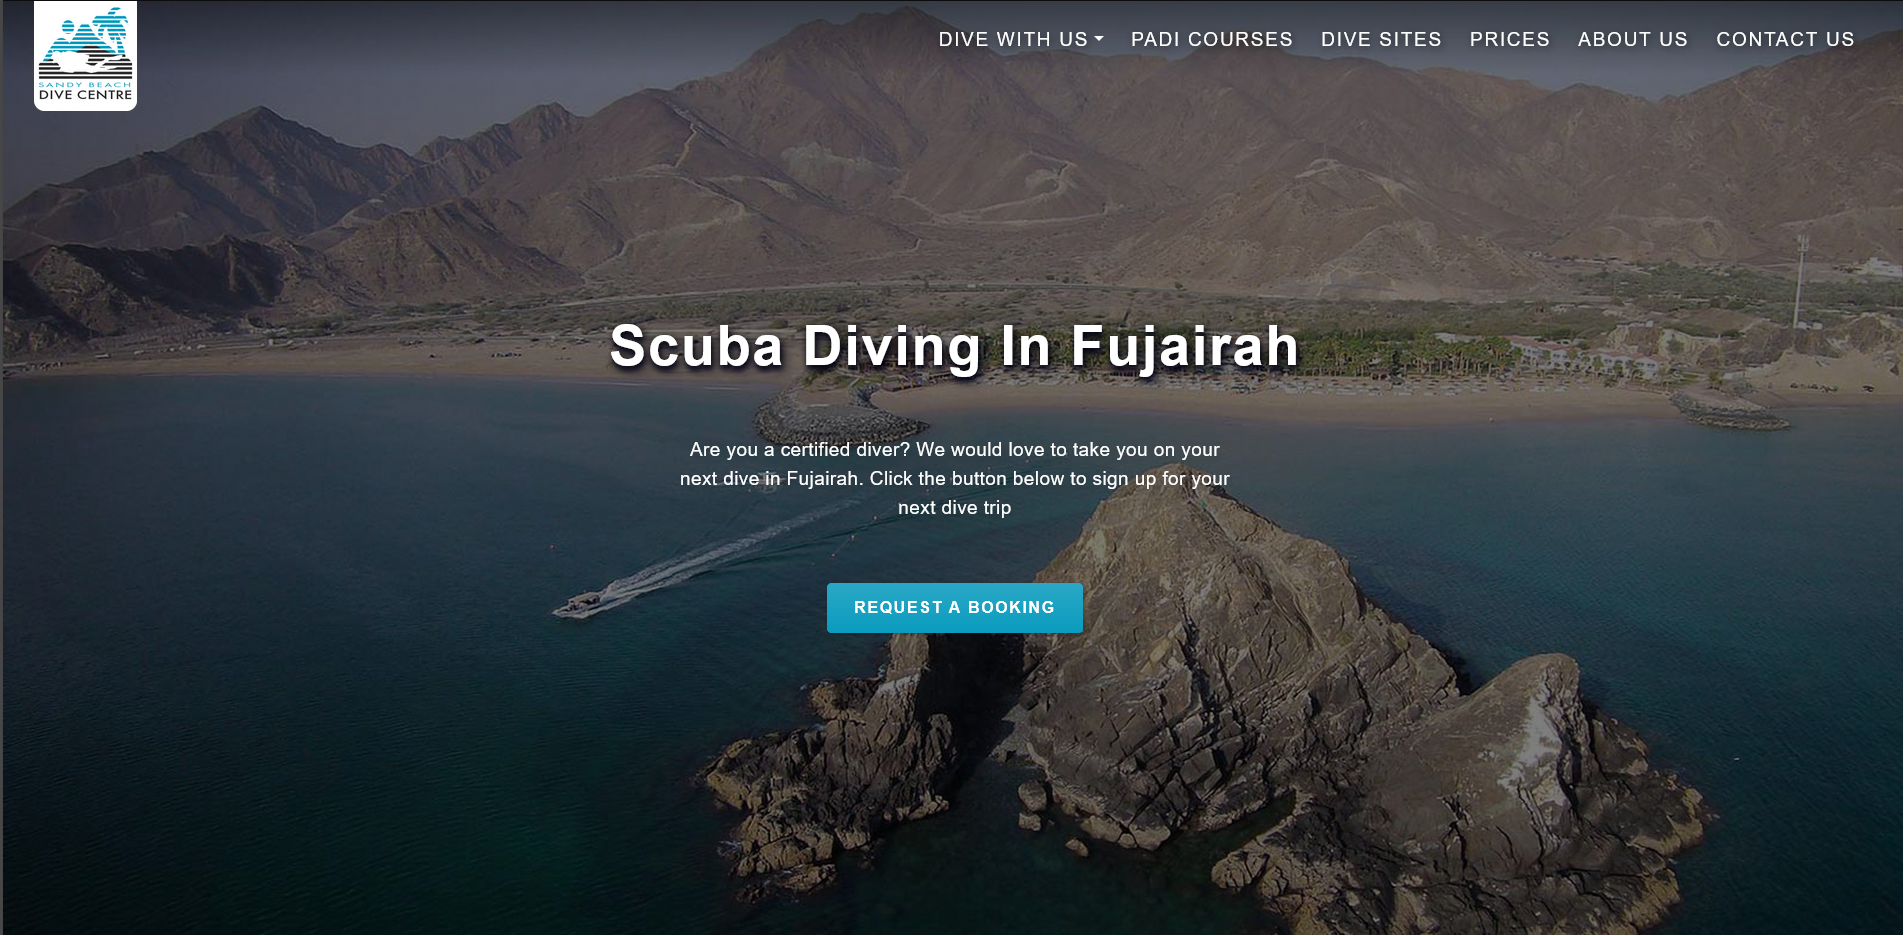 SANDY BEACH
DIVE CENTRE
DIVE WITH US
PADI COURSES
DIVE SITES
PRICES
ABOUT US
CONTACT US
Scuba Diving In Fujairah
Are you a certified diver? We would love to take you on your
next dive in Fujairah. Click the button below to sign up for your
next dive trip
REQUEST A BOOKING